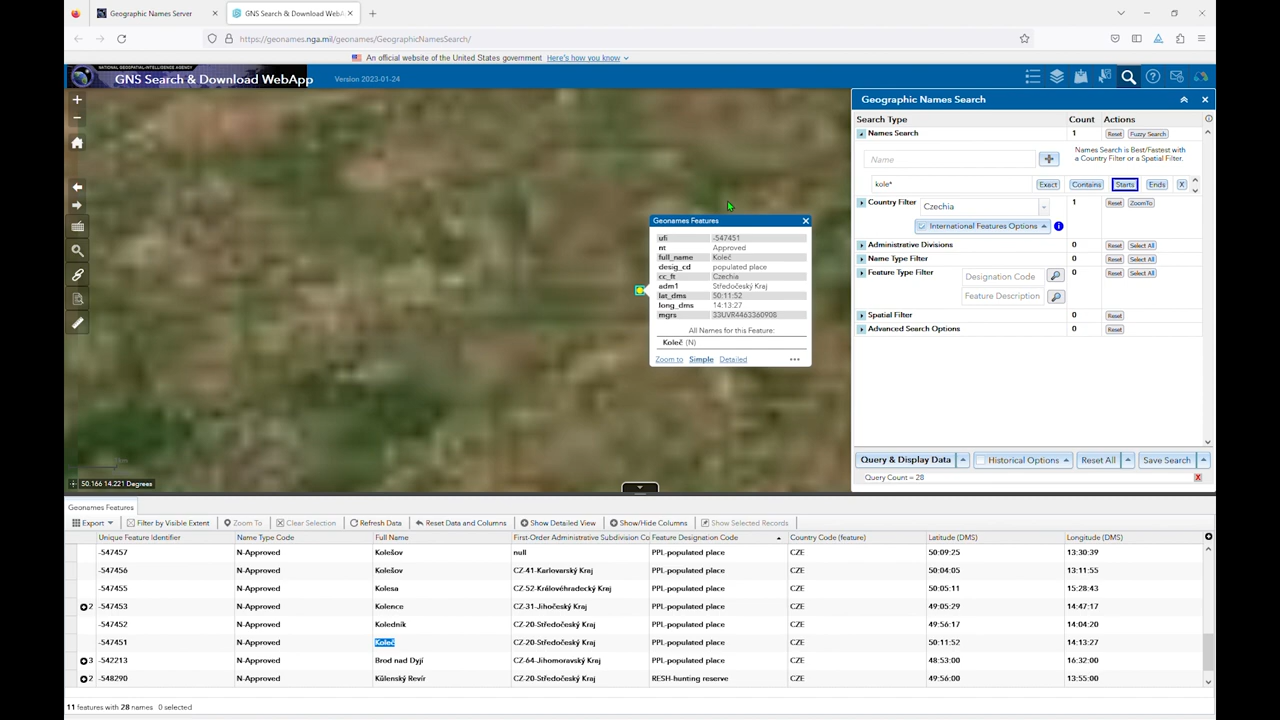 Geographic Names Server
GNS Search & Download WebA
https://geonames.nga.mil/geonames/GeographicNamesSearch/
An official website of the United States government Here's how you know
NATIONAL GEOSPATIAL-INTELLIGENCE AGENCY
GNS Search & Download WebApp Version 2023-01-24
Geographic Names Search
Search Type Count Actions
Names Search 1 Reset Fuzzy Search
Name
Names Search is Best/Fastest with
a Country Filter or a Spatial Filter.
kole* Exact Contains Starts Ends X
Country Filter Czechia 1 Reset ZoomTo
International Features Options
Administrative Divisions 0 Reset Select All
Name Type Filter 0 Reset Select All
Feature Type Filter Designation Code 0 Reset Select All
Feature Description
Spatial Filter 0 Reset
Advanced Search Options 0 Reset
Query & Display Data Historical Options Reset All Save Search
Query Count = 28 X
Geonames Features
ufi -547451
nt Approved
full_name Koleč
desig_cd populated place
cc_ft Czechia
adm1 Středočeský Kraj
lat_dms 50:11:52
long_dms 14:13:27
mgrs 33UVR4463360908
All Names for this Feature:
Koleč (N)
Zoom to Simple Detailed
50.166 14.221 Degrees
Geonames Features
Export Filter by Visible Extent Zoom To Clear Selection Refresh Data Reset Data and Columns Show Detailed View Show/Hide Columns Show Selected Records
Unique Feature Identifier Name Type Code Full Name First-Order Administrative Subdivision Co Feature Designation Code Country Code (feature) Latitude (DMS) Longitude (DMS)
-547457 N-Approved Kolešov null PPL-populated place CZE 50:09:25 13:30:39
-547456 N-Approved Kolešov CZ-41-Karlovarský Kraj PPL-populated place CZE 50:04:05 13:11:55
-547455 N-Approved Kolesa CZ-52-Královéhradecký Kraj PPL-populated place CZE 50:05:11 15:28:43
2 -547453 N-Approved Kolence CZ-31-Jihočeský Kraj PPL-populated place CZE 49:05:29 14:47:17
-547452 N-Approved Koledník CZ-20-Středočeský Kraj PPL-populated place CZE 49:56:17 14:04:20
-547451 N-Approved Koleč CZ-20-Středočeský Kraj PPL-populated place CZE 50:11:52 14:13:27
3 -542213 N-Approved Brod nad Dyjí CZ-64-Jihomoravský Kraj PPL-populated place CZE 48:53:00 16:32:00
2 -548290 N-Approved Kůlenský Revír CZ-20-Středočeský Kraj RESH-hunting reserve CZE 49:56:00 13:55:00
11 features with 28 names 0 selected